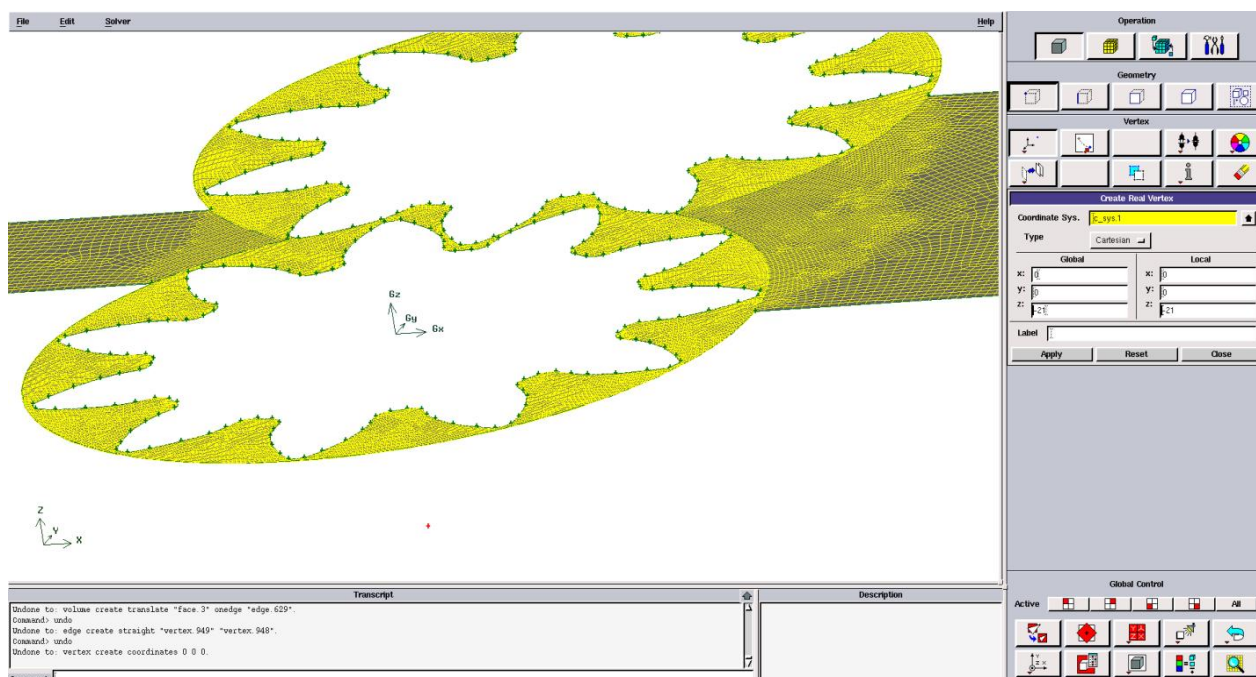 File Edit Solver Help
Operation
Geometry
Vertex
Create Real Vertex
Coordinate Sys. c_sys.1
Type Cartesian
Global Local
x: 0 x: 0
y: 0 y: 0
z: -21 z: -21
Label
Apply Reset Close
Gz
Gy
Gx
Z
Y
X
Transcript
Description
Undone to: volume create translate "face.3" onedge "edge.629".
Command> undo
Undone to: edge create straight "vertex.949" "vertex.948".
Command> undo
Undone to: vertex create coordinates 0 0 0.
Global Control
Active All